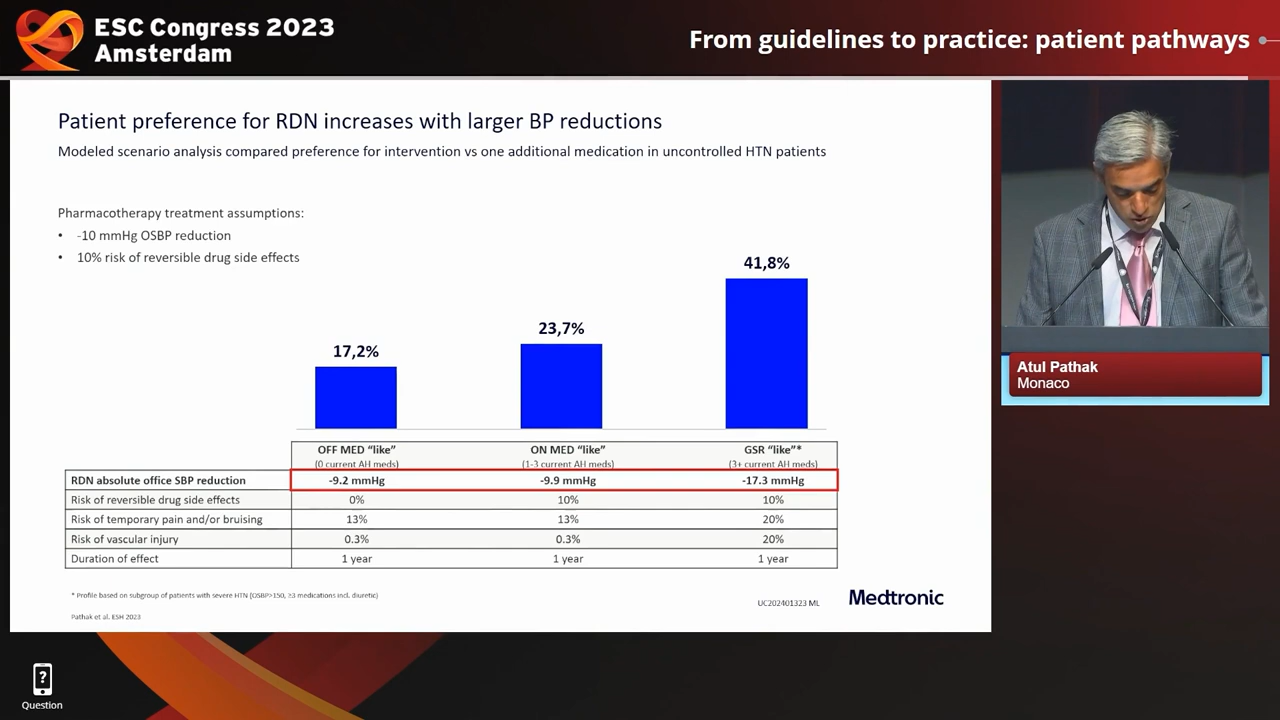 ESC Congress 2023
Amsterdam
From guidelines to practice: patient pathways
Patient preference for RDN increases with larger BP reductions
Modeled scenario analysis compared preference for intervention vs one additional medication in uncontrolled HTN patients
Pharmacotherapy treatment assumptions:
• -10 mmHg OSBP reduction
• 10% risk of reversible drug side effects
17,2%
23,7%
41,8%
OFF MED “like” ON MED “like” GSR “like”*
(0 current AH meds) (1-3 current AH meds) (3+ current AH meds)
RDN absolute office SBP reduction -9.2 mmHg -9.9 mmHg -17.3 mmHg
Risk of reversible drug side effects 0% 10% 10%
Risk of temporary pain and/or bruising 13% 13% 20%
Risk of vascular injury 0.3% 0.3% 20%
Duration of effect 1 year 1 year 1 year
* Profile based on subgroup of patients with severe HTN (OSBP>150, ≥3 medications incl. diuretic)
Pathak et al. ESH 2023
UC202401323 ML
Medtronic
Atul Pathak
Monaco
?
Question